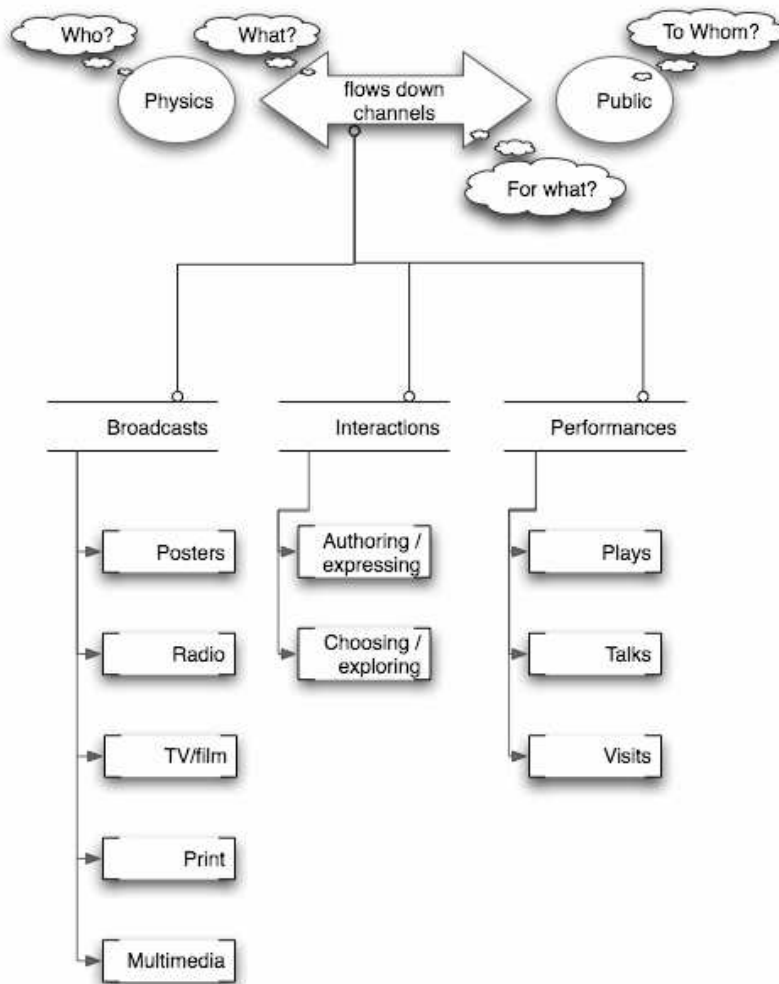 Who?
What?
To Whom?
Physics
flows down
channels
Public
For what?
Broadcasts
Interactions
Performances
Posters
Authoring /
expressing
Plays
Radio
Choosing /
exploring
Talks
TV/film
Visits
Print
Multimedia